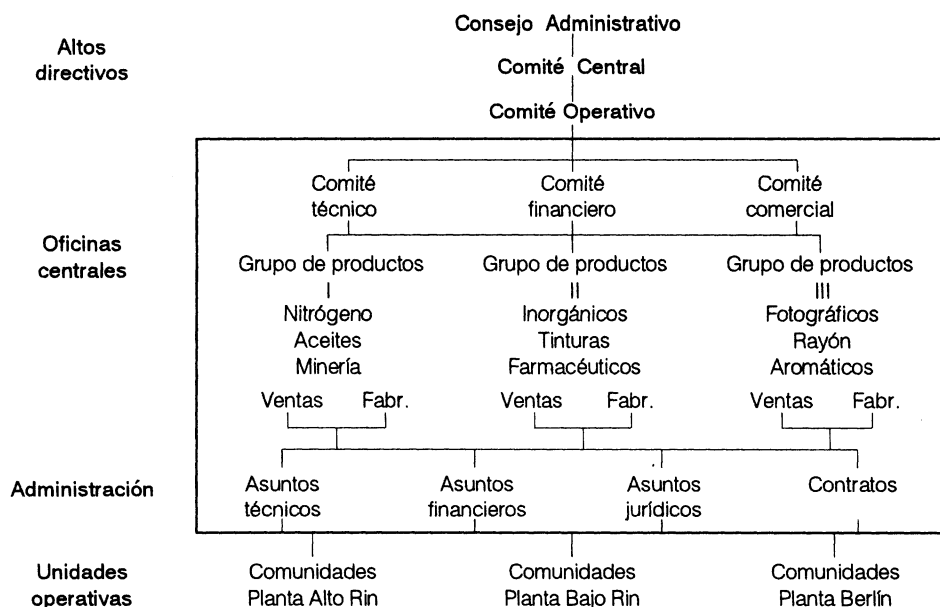 Consejo Administrativo
Altos
directivos
Comité Central
Comité Operativo
Comité Comité Comité
técnico financiero comercial
Oficinas
centrales
Grupo de productos Grupo de productos Grupo de productos
I II III
Nitrógeno Inorgánicos Fotográficos
Aceites Tinturas Rayón
Minería Farmacéuticos Aromáticos
Ventas Fabr. Ventas Fabr. Ventas Fabr.
Administración
Asuntos Asuntos Asuntos Contratos
técnicos financieros jurídicos
Unidades
operativas
Comunidades Comunidades Comunidades
Planta Alto Rin Planta Bajo Rin Planta Berlín